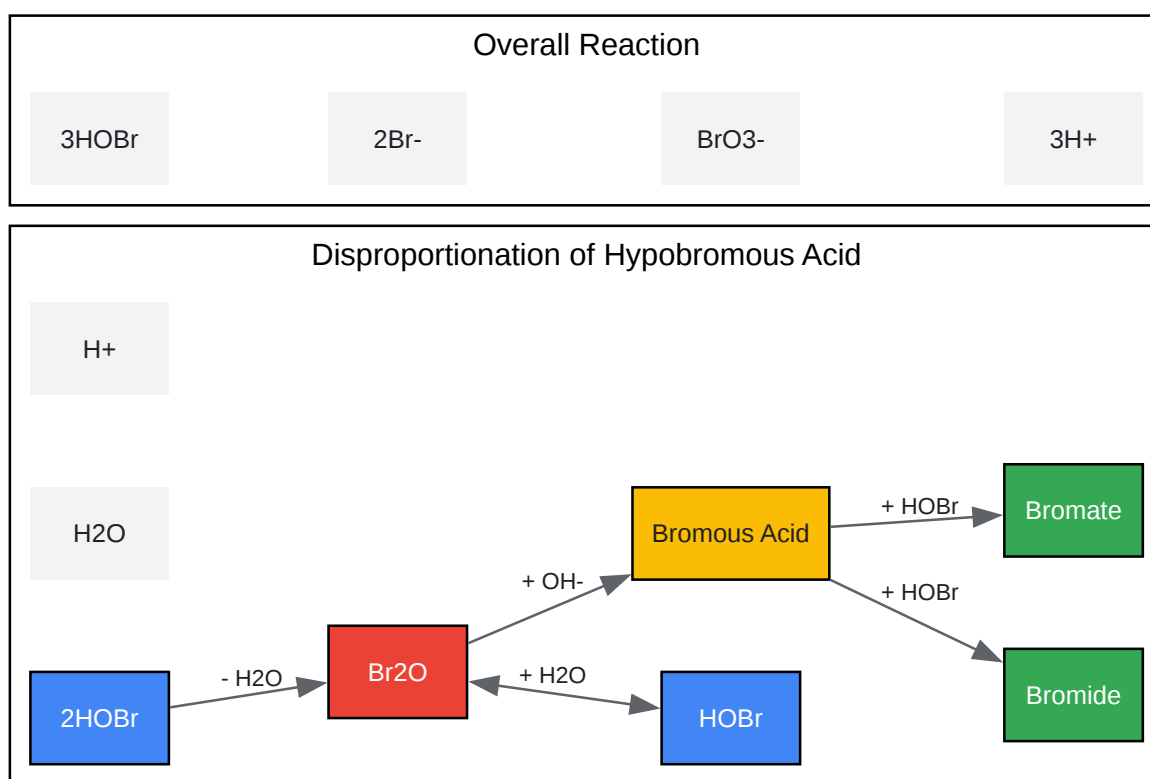 Overall Reaction
3HOBr
2Br-
BrO3-
3H+
Disproportionation of Hypobromous Acid
H+
H2O
2HOBr
- H2O
Br2O
+ OH-
+ H2O
Bromous Acid
HOBr
+ HOBr
+ HOBr
Bromate
Bromide